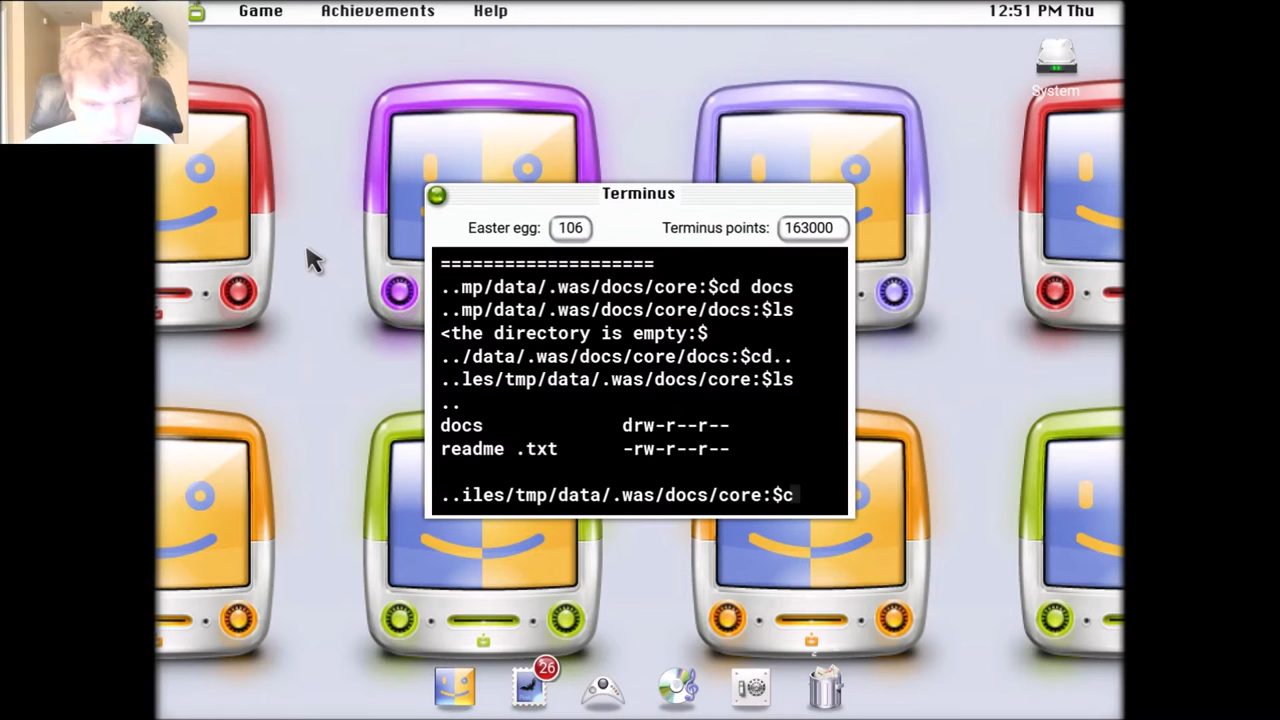 Game Achievements Help 12:51 PM Thu
System
Terminus
Easter egg: 106 Terminus points: 163000
====================
..mp/data/.was/docs/core:$cd docs
..mp/data/.was/docs/core/docs:$ls
<the directory is empty:$
../data/.was/docs/core/docs:$cd..
..les/tmp/data/.was/docs/core:$ls
..
docs drw-r--r--
readme .txt -rw-r--r--
..iles/tmp/data/.was/docs/core:$c
2
26